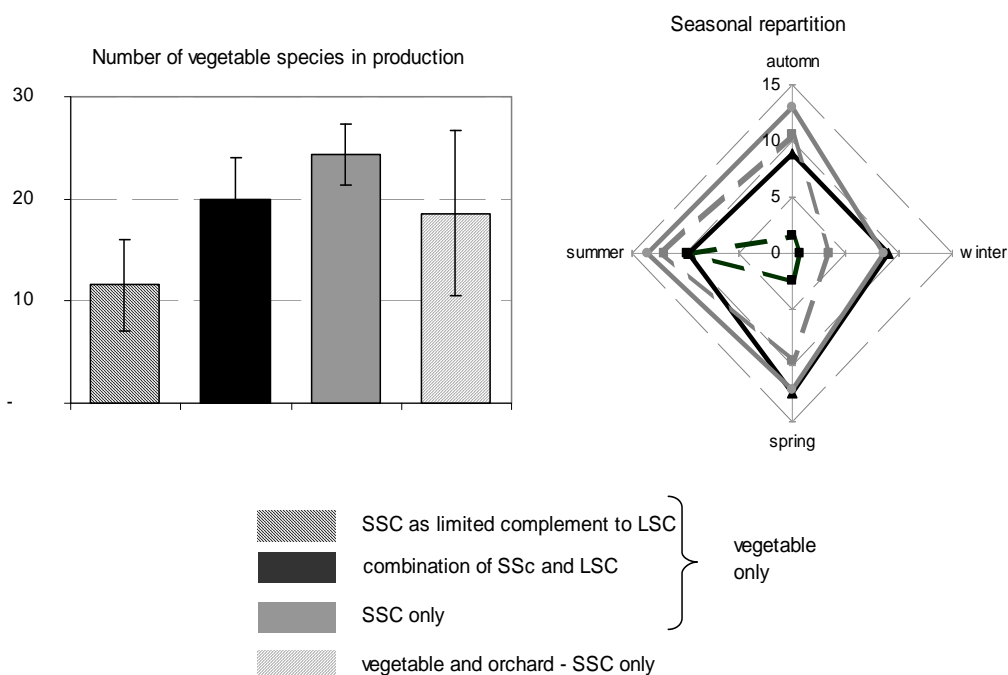 Number of vegetable species in production
30
20
10
-
Seasonal repartition
automn
15
10
5
0
summer
winter
spring
SSC as limited complement to LSC
combination of SSc and LSC
SSC only
vegetable and orchard - SSC only
vegetable
only